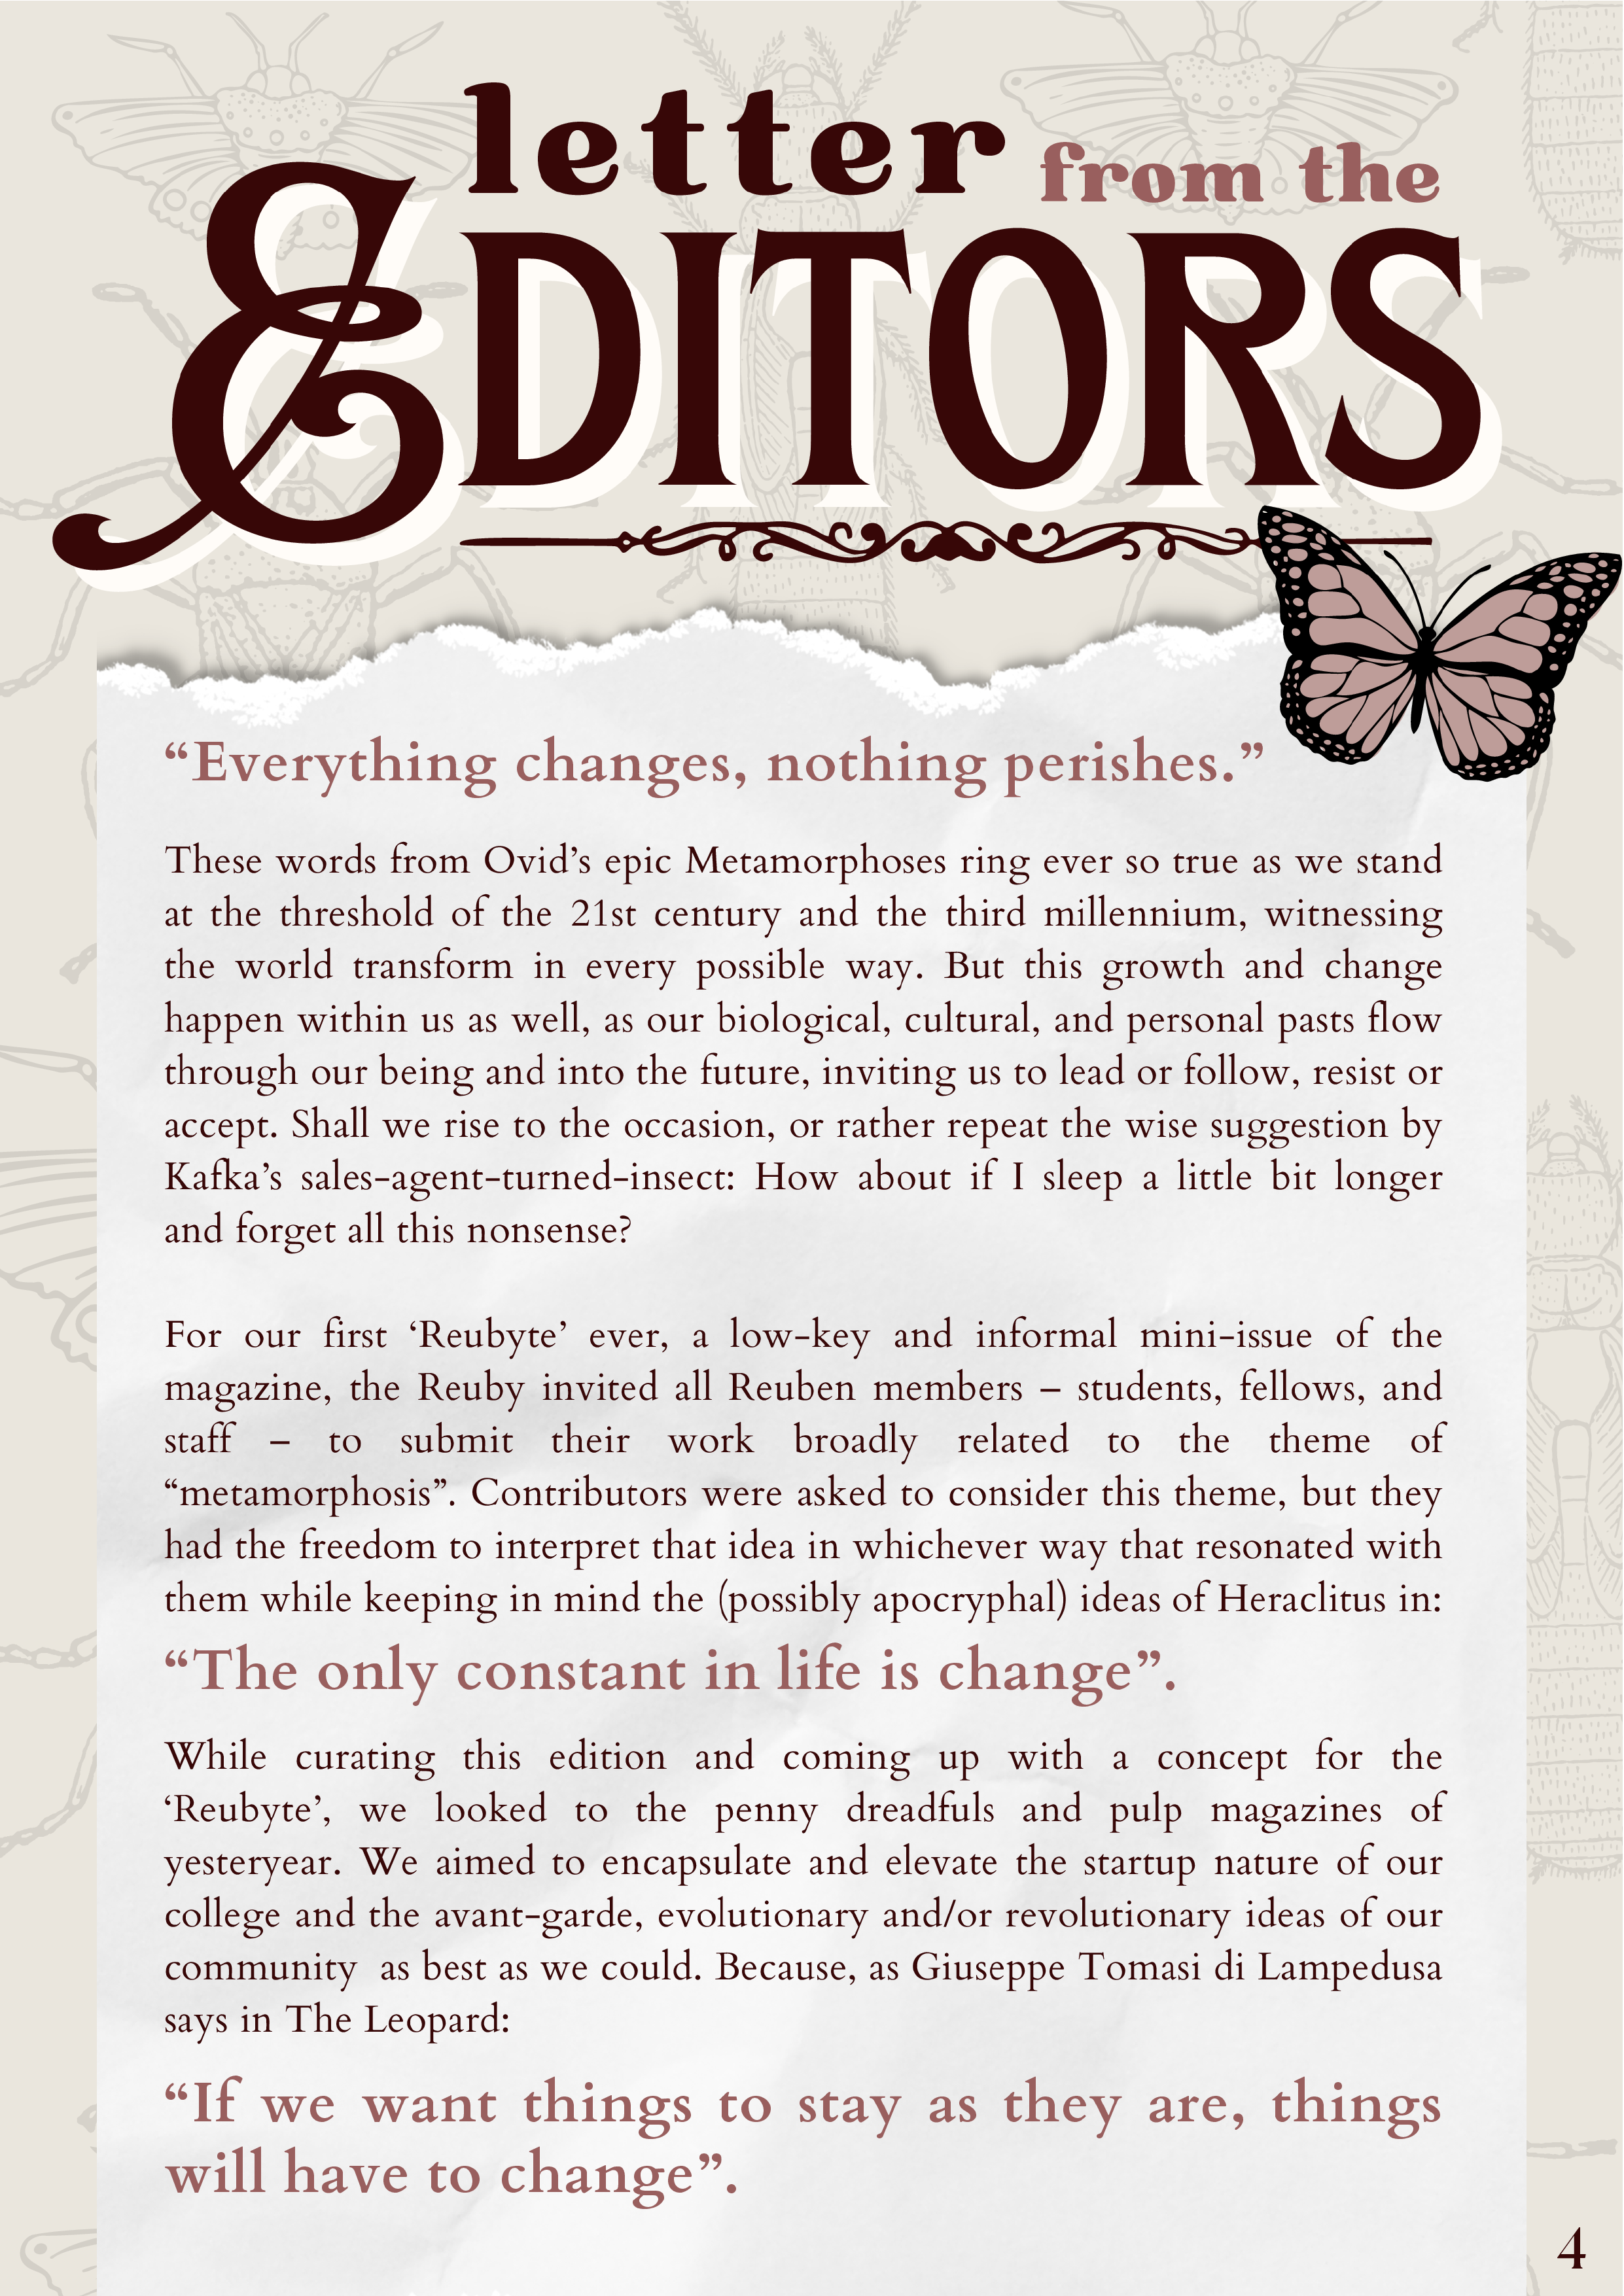 letter from the
EDITORS
“Everything changes, nothing perishes.”
These words from Ovid’s epic Metamorphoses ring ever so true as we stand
at the threshold of the 21st century and the third millennium, witnessing
the world transform in every possible way. But this growth and change
happen within us as well, as our biological, cultural, and personal pasts flow
through our being and into the future, inviting us to lead or follow, resist or
accept. Shall we rise to the occasion, or rather repeat the wise suggestion by
Kafka’s sales-agent-turned-insect: How about if I sleep a little bit longer
and forget all this nonsense?
For our first ‘Reubyte’ ever, a low-key and informal mini-issue of the
magazine, the Reuby invited all Reuben members – students, fellows, and
staff – to submit their work broadly related to the theme of
“metamorphosis”. Contributors were asked to consider this theme, but they
had the freedom to interpret that idea in whichever way that resonated with
them while keeping in mind the (possibly apocryphal) ideas of Heraclitus in:
“The only constant in life is change”.
While curating this edition and coming up with a concept for the
‘Reubyte’, we looked to the penny dreadfuls and pulp magazines of
yesteryear. We aimed to encapsulate and elevate the startup nature of our
college and the avant-garde, evolutionary and/or revolutionary ideas of our
community as best as we could. Because, as Giuseppe Tomasi di Lampedusa
says in The Leopard:
“If we want things to stay as they are, things
will have to change”.
4